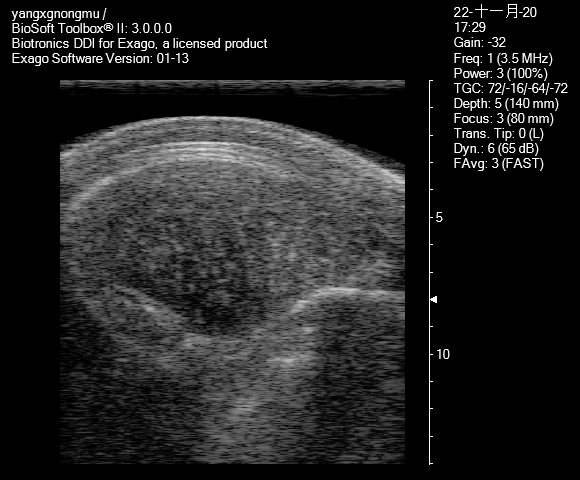 yangxgnongmu /
BioSoft Toolbox® II: 3.0.0.0
Biotronics DDI for Exago, a licensed product
Exago Software Version: 01-13
22-十一月-20
17:29
Gain: -32
Freq: 1 (3.5 MHz)
Power: 3 (100%)
TGC: 72/-16/-64/-72
Depth: 5 (140 mm)
Focus: 3 (80 mm)
Trans. Tip: 0 (L)
Dyn.: 6 (65 dB)
FAvg: 3 (FAST)
5
10